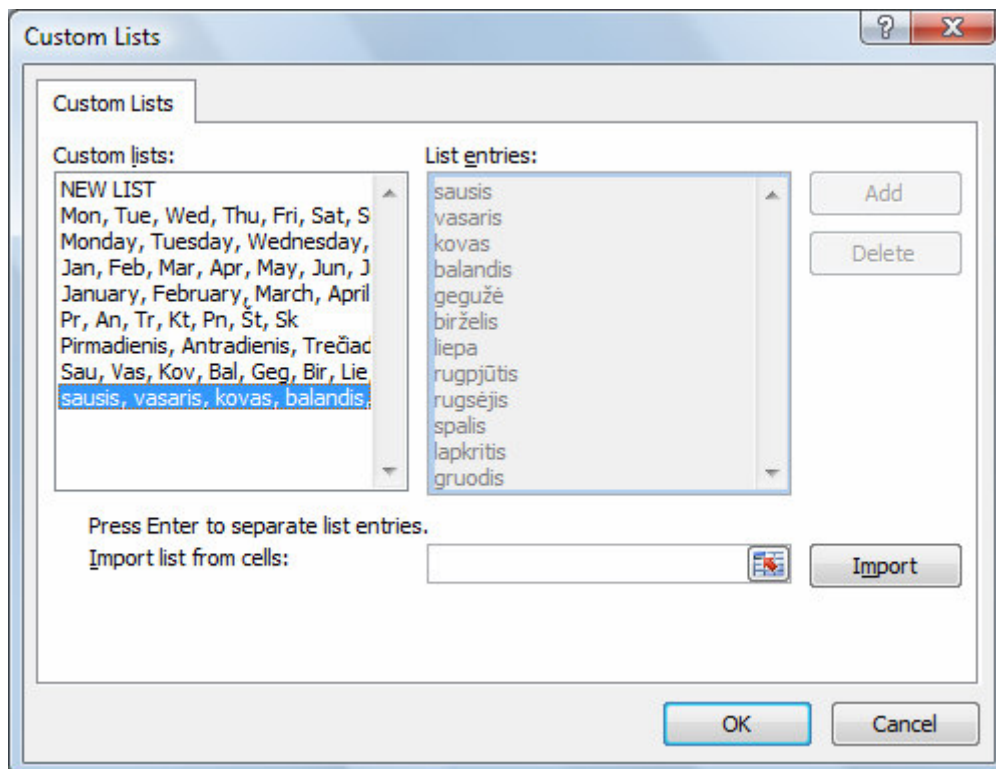 Custom Lists
Custom Lists
Custom lists:
NEW LIST
Mon, Tue, Wed, Thu, Fri, Sat, S
Monday, Tuesday, Wednesday,
Jan, Feb, Mar, Apr, May, Jun, J
January, February, March, April
Pr, An, Tr, Kt, Pn, Št, Sk
Pirmadienis, Antradienis, Trečiad
Sau, Vas, Kov, Bal, Geg, Bir, Lie
sausis, vasaris, kovas, balandis,
List entries:
sausis
vasaris
kovas
balandis
gegužė
birželis
liepa
rugpjūtis
rugsėjis
spalis
lapkritis
gruodis
Add
Delete
Press Enter to separate list entries.
Import list from cells:
Import
OK
Cancel